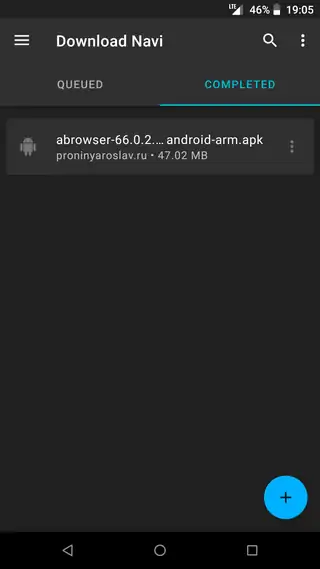 LTE 46% 19:05
Download Navi
QUEUED COMPLETED
abrowser-66.0.2.... android-arm.apk
proninyaroslav.ru • 47.02 MB